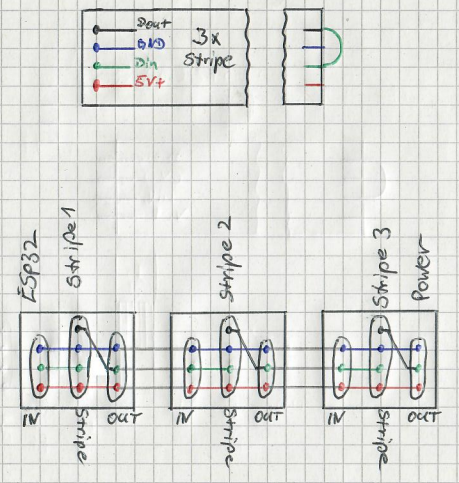 Dout
GND
Din
5V+
3x
Stripe
ESP32
Stripe 1
Stripe 2
Stripe 3
Power
IN
Stripe
OUT
IN
Stripe
OUT
IN
Stripe
OUT